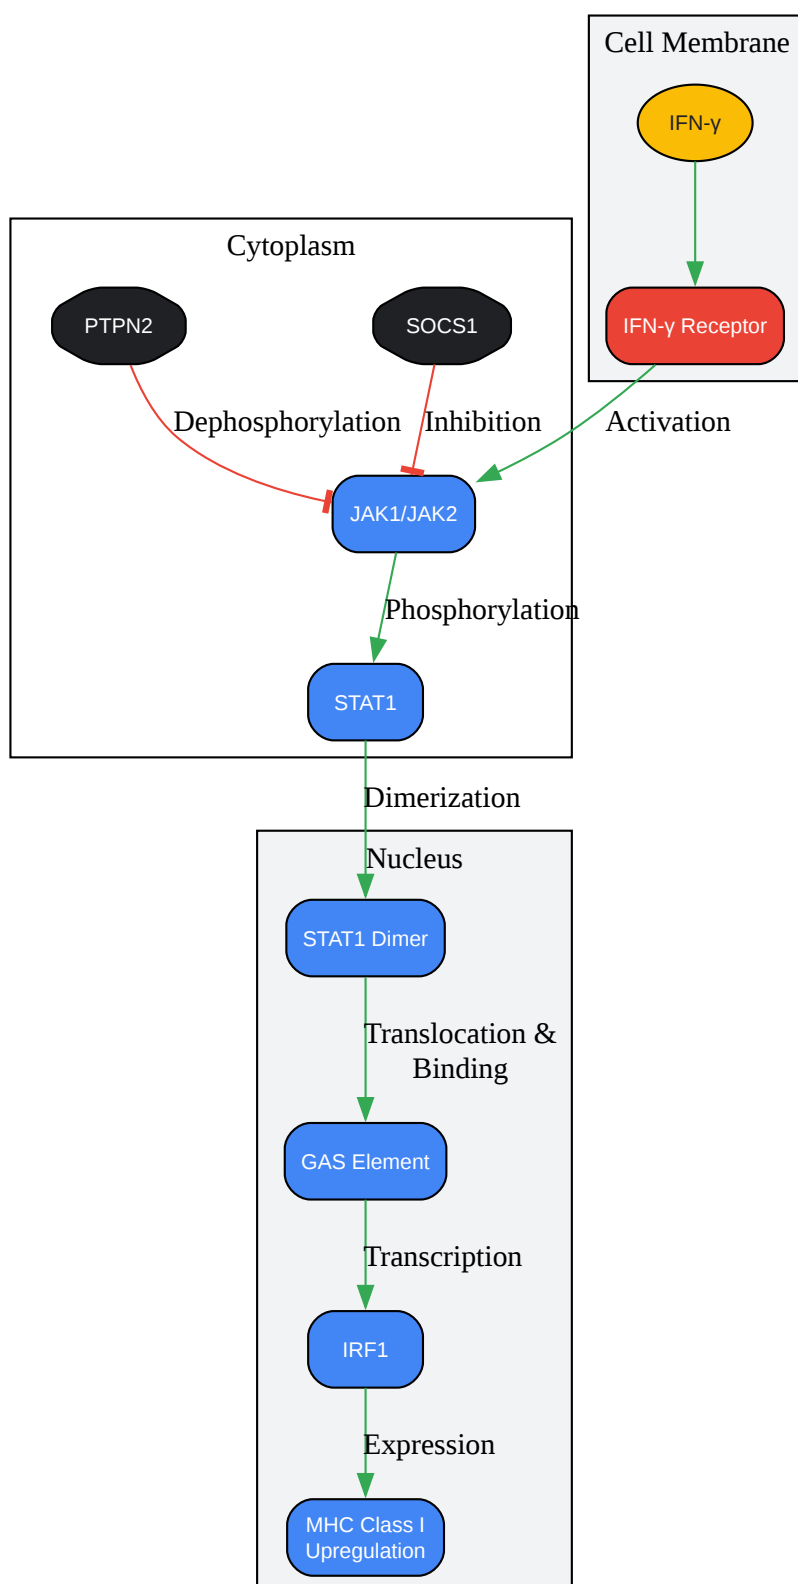 Cell Membrane
IFN-γ
Cytoplasm
PTPN2
SOCS1
IFN-γ Receptor
Dephosphorylation
Inhibition
Activation
JAK1/JAK2
Phosphorylation
STAT1
Dimerization
Nucleus
STAT1 Dimer
Translocation &
Binding
GAS Element
Transcription
IRF1
Expression
MHC Class I
Upregulation